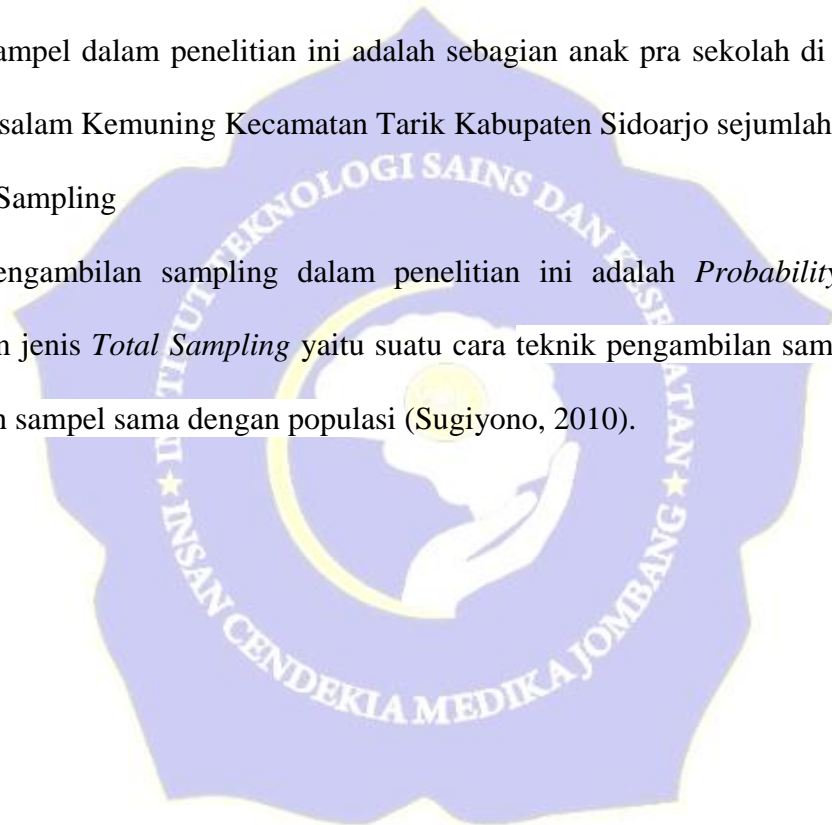 ampel dalam penelitian ini adalah sebagian anak pra sekolah di
salam Kemuning Kecamatan Tarik Kabupaten Sidoarjo sejumlah
Sampling
engambilan sampling dalam penelitian ini adalah Probability
n jenis Total Sampling yaitu suatu cara teknik pengambilan sam
n sampel sama dengan populasi (Sugiyono, 2010).
INSTITUT TEKNOLOGI SAINS DAN KESEHATAN
INSAN CENDEKIA MEDIKA JOMBANG